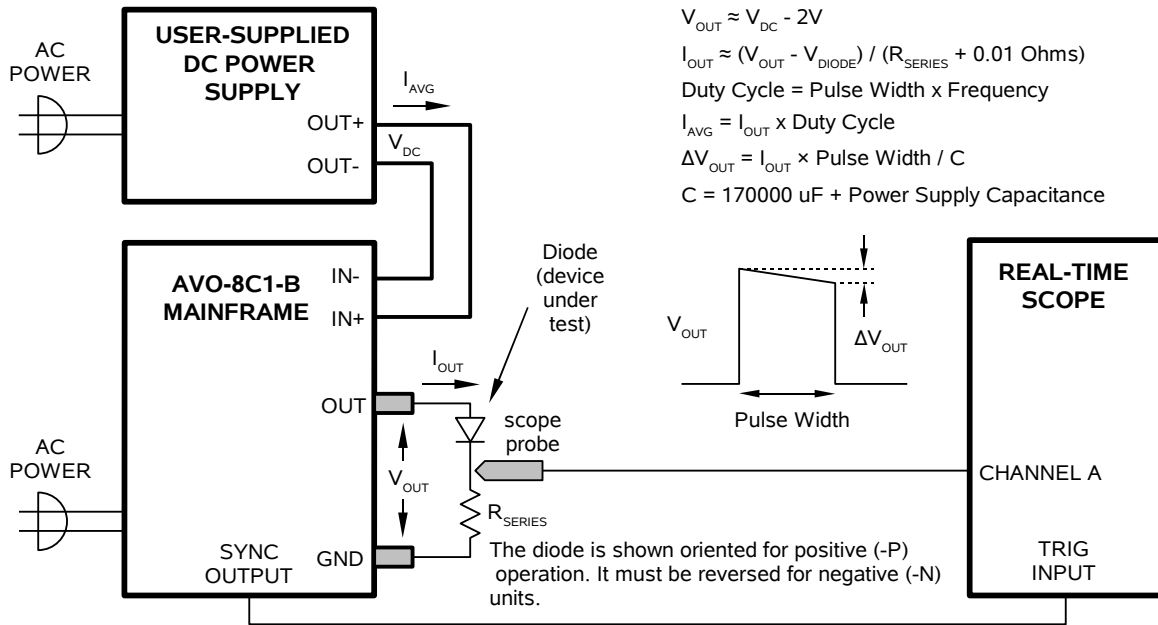 USER-SUPPLIED
DC POWER
SUPPLY
AC
POWER
OUT+
OUT-
I_AVG
V_DC
V_OUT ≈ V_DC - 2V
I_OUT ≈ (V_OUT - V_DIODE) / (R_SERIES + 0.01 Ohms)
Duty Cycle = Pulse Width x Frequency
I_AVG = I_OUT x Duty Cycle
ΔV_OUT = I_OUT × Pulse Width / C
C = 170000 uF + Power Supply Capacitance
AVO-8C1-B
MAINFRAME
IN-
IN+
OUT
GND
SYNC
OUTPUT
AC
POWER
I_OUT
V_OUT
Diode
(device
under
test)
scope
probe
R_SERIES
The diode is shown oriented for positive (-P)
operation. It must be reversed for negative (-N)
units.
V_OUT
ΔV_OUT
Pulse Width
REAL-TIME
SCOPE
CHANNEL A
TRIG
INPUT